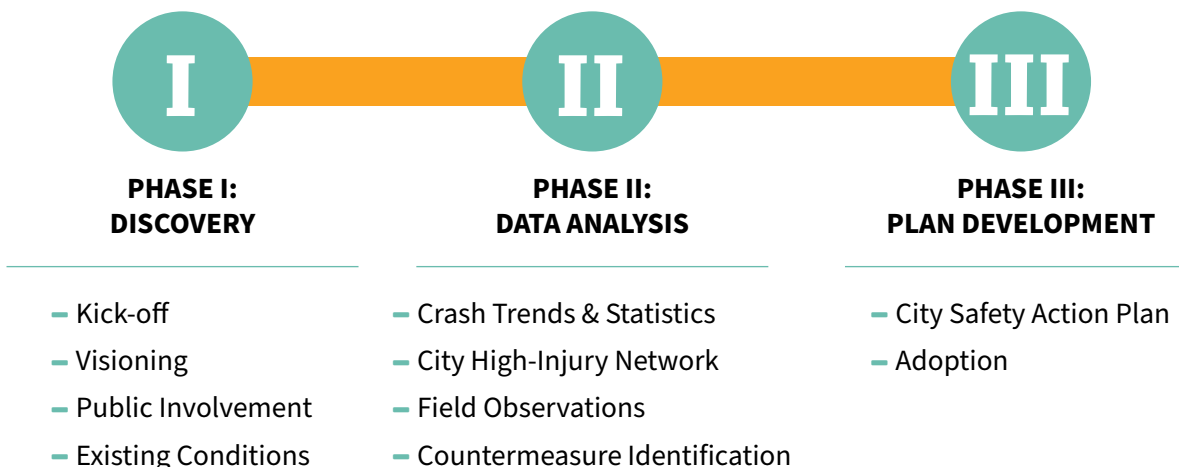 I
II
III
PHASE I:
DISCOVERY
– Kick-off
– Visioning
– Public Involvement
– Existing Conditions
PHASE II:
DATA ANALYSIS
– Crash Trends & Statistics
– City High-Injury Network
– Field Observations
– Countermeasure Identification
PHASE III:
PLAN DEVELOPMENT
– City Safety Action Plan
– Adoption